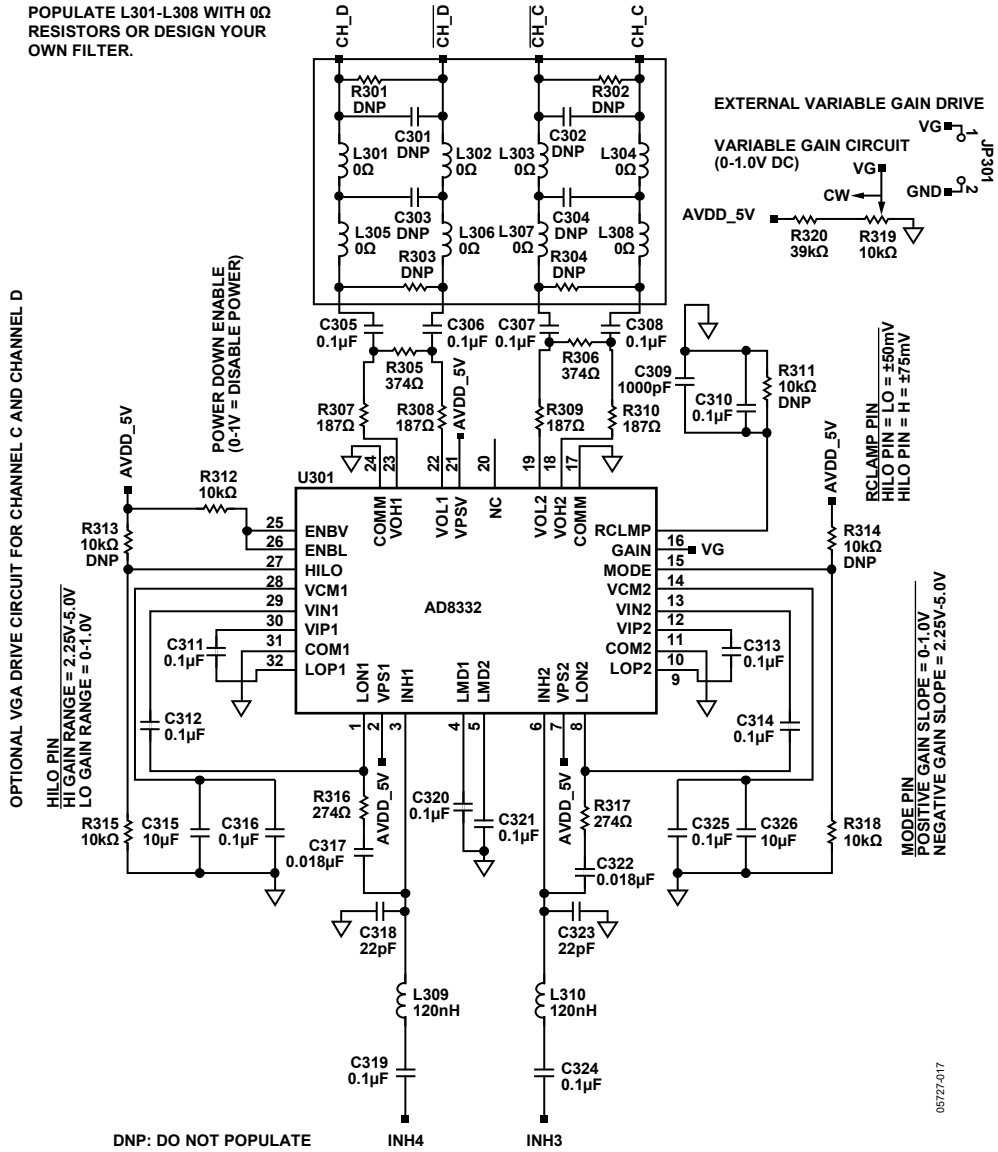 POPULATE L301-L308 WITH 0Ω
RESISTORS OR DESIGN YOUR
OWN FILTER.
CH_D
CH_D
CH_C
CH_C
R301
DNP
R302
DNP
C301
DNP
C302
DNP
L301
0Ω
L302
0Ω
L303
0Ω
L304
0Ω
C303
DNP
C304
DNP
L305
0Ω
L306
0Ω
L307
0Ω
L308
0Ω
R303
DNP
R304
DNP
EXTERNAL VARIABLE GAIN DRIVE
VG
1
JP301
2
GND
VARIABLE GAIN CIRCUIT
(0-1.0V DC)
VG
CW
AVDD_5V
R320
39kΩ
R319
10kΩ
OPTIONAL VGA DRIVE CIRCUIT FOR CHANNEL C AND CHANNEL D
POWER DOWN ENABLE
(0-1V = DISABLE POWER)
C305
0.1µF
C306
0.1µF
C307
0.1µF
C308
0.1µF
R305
374Ω
R306
374Ω
AVDD_5V
R307
187Ω
R308
187Ω
R309
187Ω
R310
187Ω
C309
1000pF
C310
0.1µF
R311
10kΩ
DNP
RCLAMP PIN
HILO PIN = LO = ±50mV
HILO PIN = H = ±75mV
AVDD_5V
AVDD_5V
R312
10kΩ
R313
10kΩ
DNP
R314
10kΩ
DNP
U301
24
23
22
21
20
19
18
17
COMM
VOH1
VOL1
VPSV
NC
VOL2
VOH2
COMM
25
ENBV
26
ENBL
27
HILO
28
VCM1
29
VIN1
30
VIP1
31
COM1
32
LOP1
AD8332
RCLMP
16
GAIN
VG
15
MODE
14
VCM2
13
VIN2
12
VIP2
11
COM2
10
LOP2
9
LON1
VPS1
INH1
LMD1
LMD2
INH2
VPS2
LON2
1
2
3
4
5
6
7
8
HILO PIN
HI GAIN RANGE = 2.25V-5.0V
LO GAIN RANGE = 0-1.0V
C311
0.1µF
C312
0.1µF
C313
0.1µF
C314
0.1µF
MODE PIN
POSITIVE GAIN SLOPE = 0-1.0V
NEGATIVE GAIN SLOPE = 2.25V-5.0V
R315
10kΩ
C315
10µF
C316
0.1µF
R316
274Ω
AVDD_5V
C317
0.018µF
C320
0.1µF
C321
0.1µF
AVDD_5V
R317
274Ω
C322
0.018µF
C325
0.1µF
C326
10µF
R318
10kΩ
C318
22pF
C323
22pF
L309
120nH
L310
120nH
C319
0.1µF
C324
0.1µF
INH4
INH3
DNP: DO NOT POPULATE
05727-017